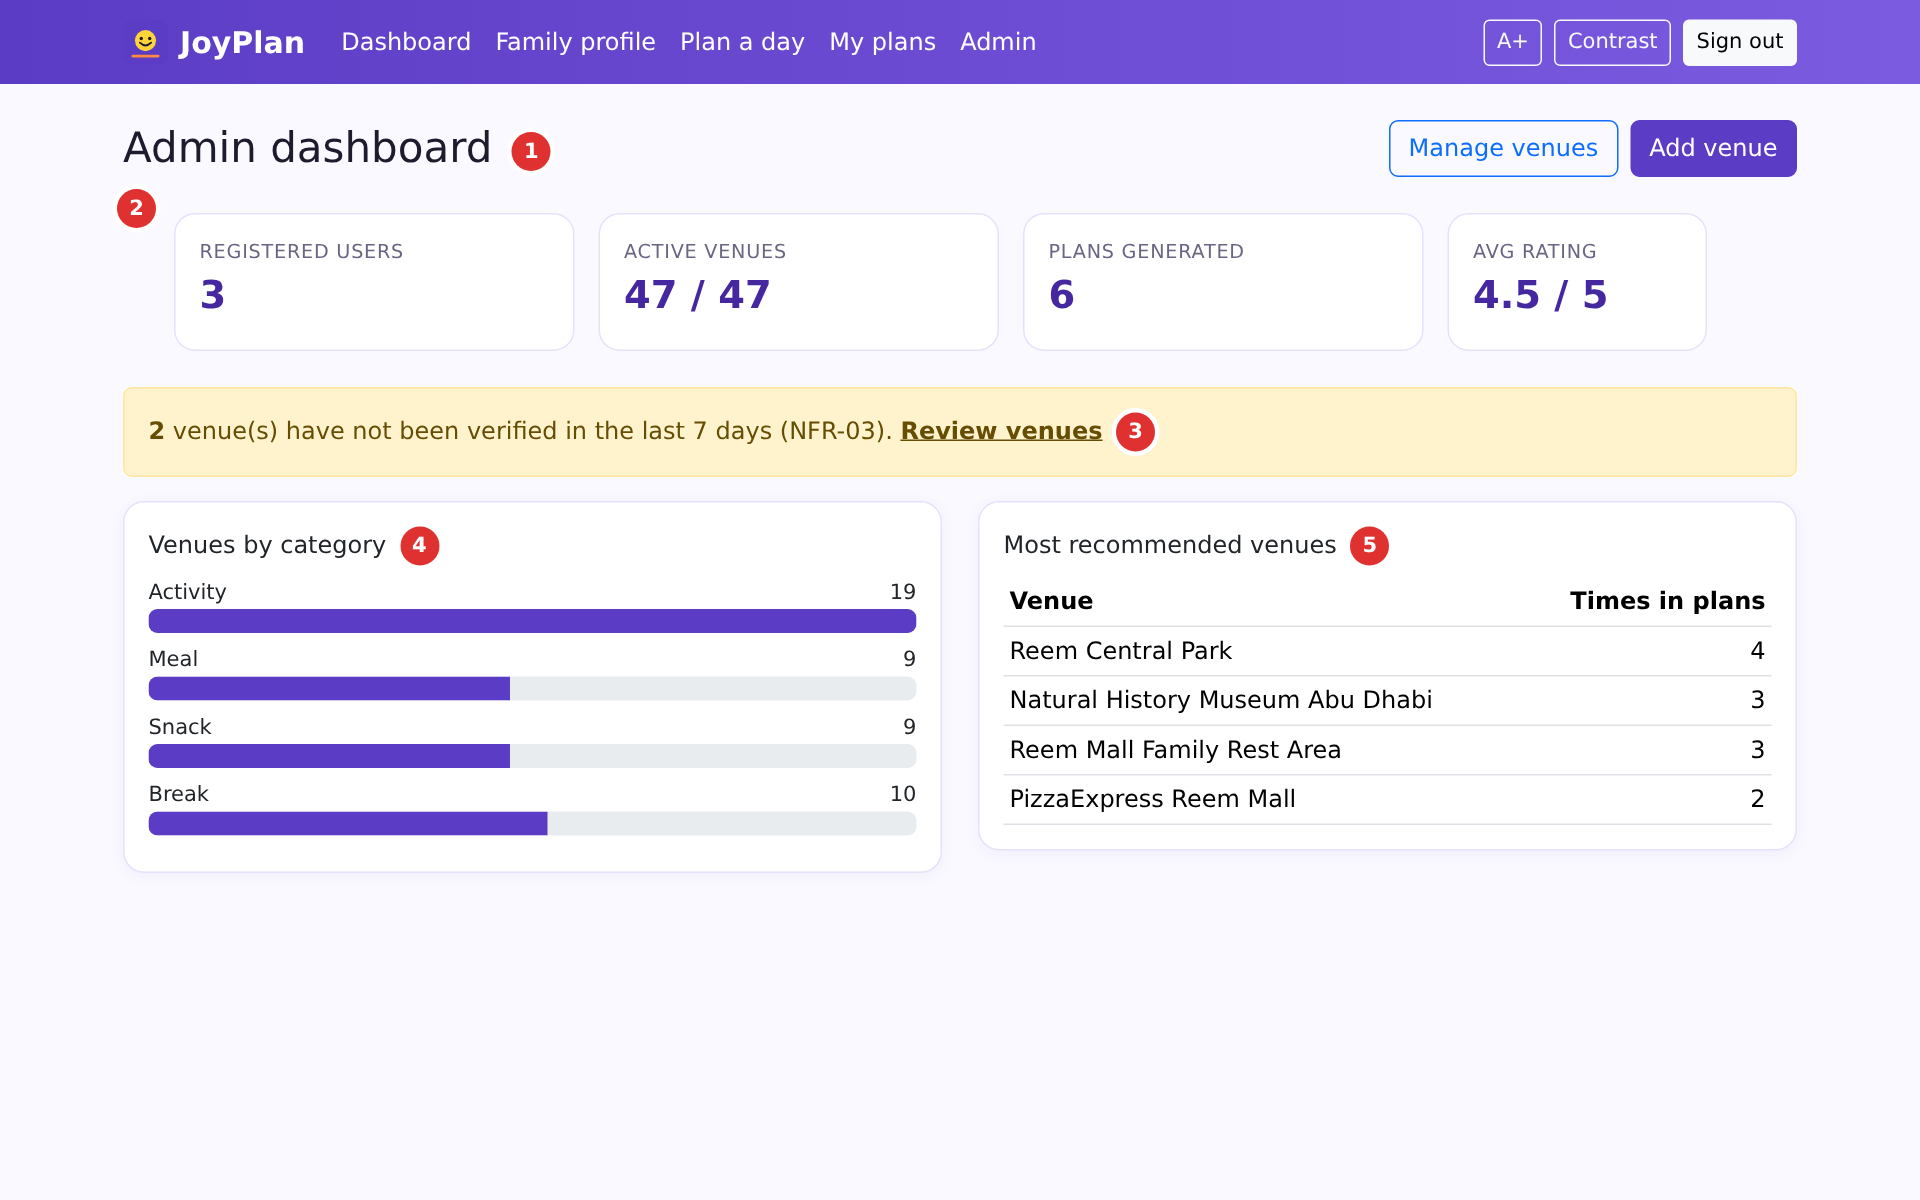 JoyPlan Dashboard Family profile Plan a day My plans Admin A+ Contrast Sign out
Admin dashboard 1 Manage venues Add venue
2
REGISTERED USERS ACTIVE VENUES PLANS GENERATED AVG RATING
3 47 / 47 6 4.5 / 5
2 venue(s) have not been verified in the last 7 days (NFR-03). Review venues 3
Venues by category 4
Activity 19
Meal 9
Snack 9
Break 10
Most recommended venues 5
Venue Times in plans
Reem Central Park 4
Natural History Museum Abu Dhabi 3
Reem Mall Family Rest Area 3
PizzaExpress Reem Mall 2